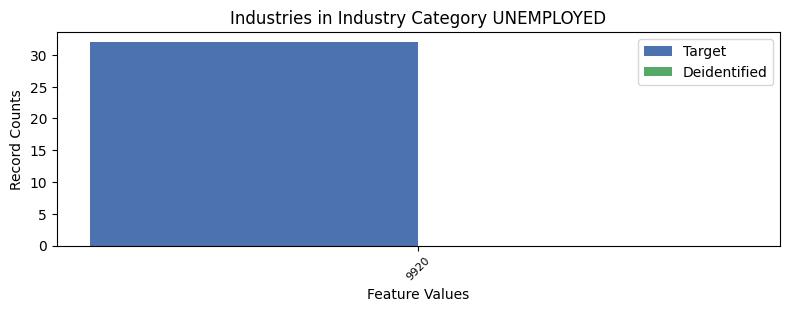 Industries in Industry Category UNEMPLOYED
Record Counts
30
25
20
15
10
5
0
Target
Deidentified
9920
Feature Values